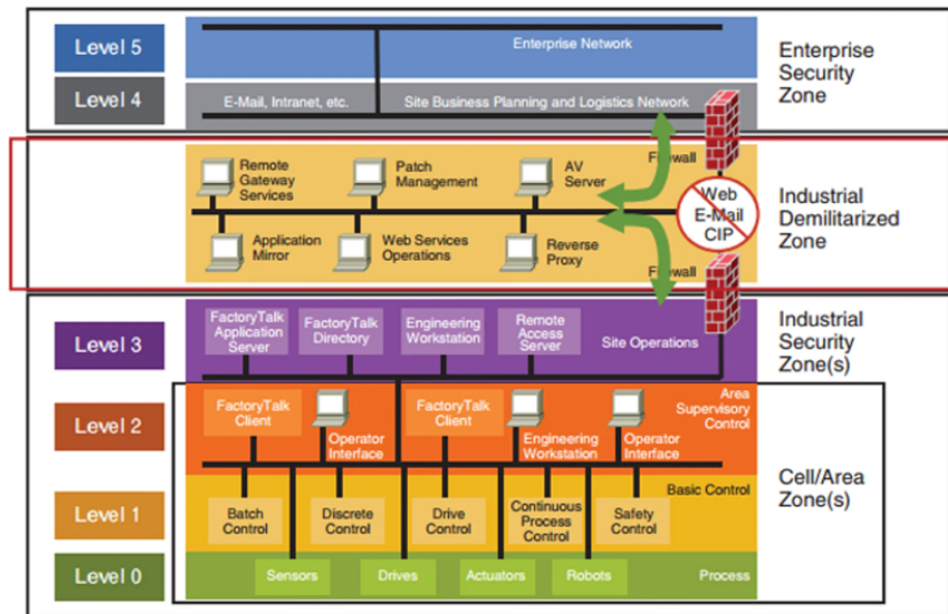 Level 5
Enterprise Network
Enterprise
Security
Zone
Level 4
E-Mail, Intranet, etc.
Site Business Planning and Logistics Network
Firewall
Remote
Gateway
Services
Patch
Management
AV
Server
Web
E-Mail
CIP
Industrial
Demilitarized
Zone
Application
Mirror
Web Services
Operations
Reverse
Proxy
Firewall
Level 3
FactoryTalk
Application
Server
FactoryTalk
Directory
Engineering
Workstation
Remote
Access
Server
Site Operations
Industrial
Security
Zone(s)
Level 2
FactoryTalk
Client
Operator
Interface
FactoryTalk
Client
Engineering
Workstation
Operator
Interface
Area
Supervisory
Control
Cell/Area
Zone(s)
Level 1
Basic Control
Batch
Control
Discrete
Control
Drive
Control
Continuous
Process
Control
Safety
Control
Level 0
Sensors
Drives
Actuators
Robots
Process